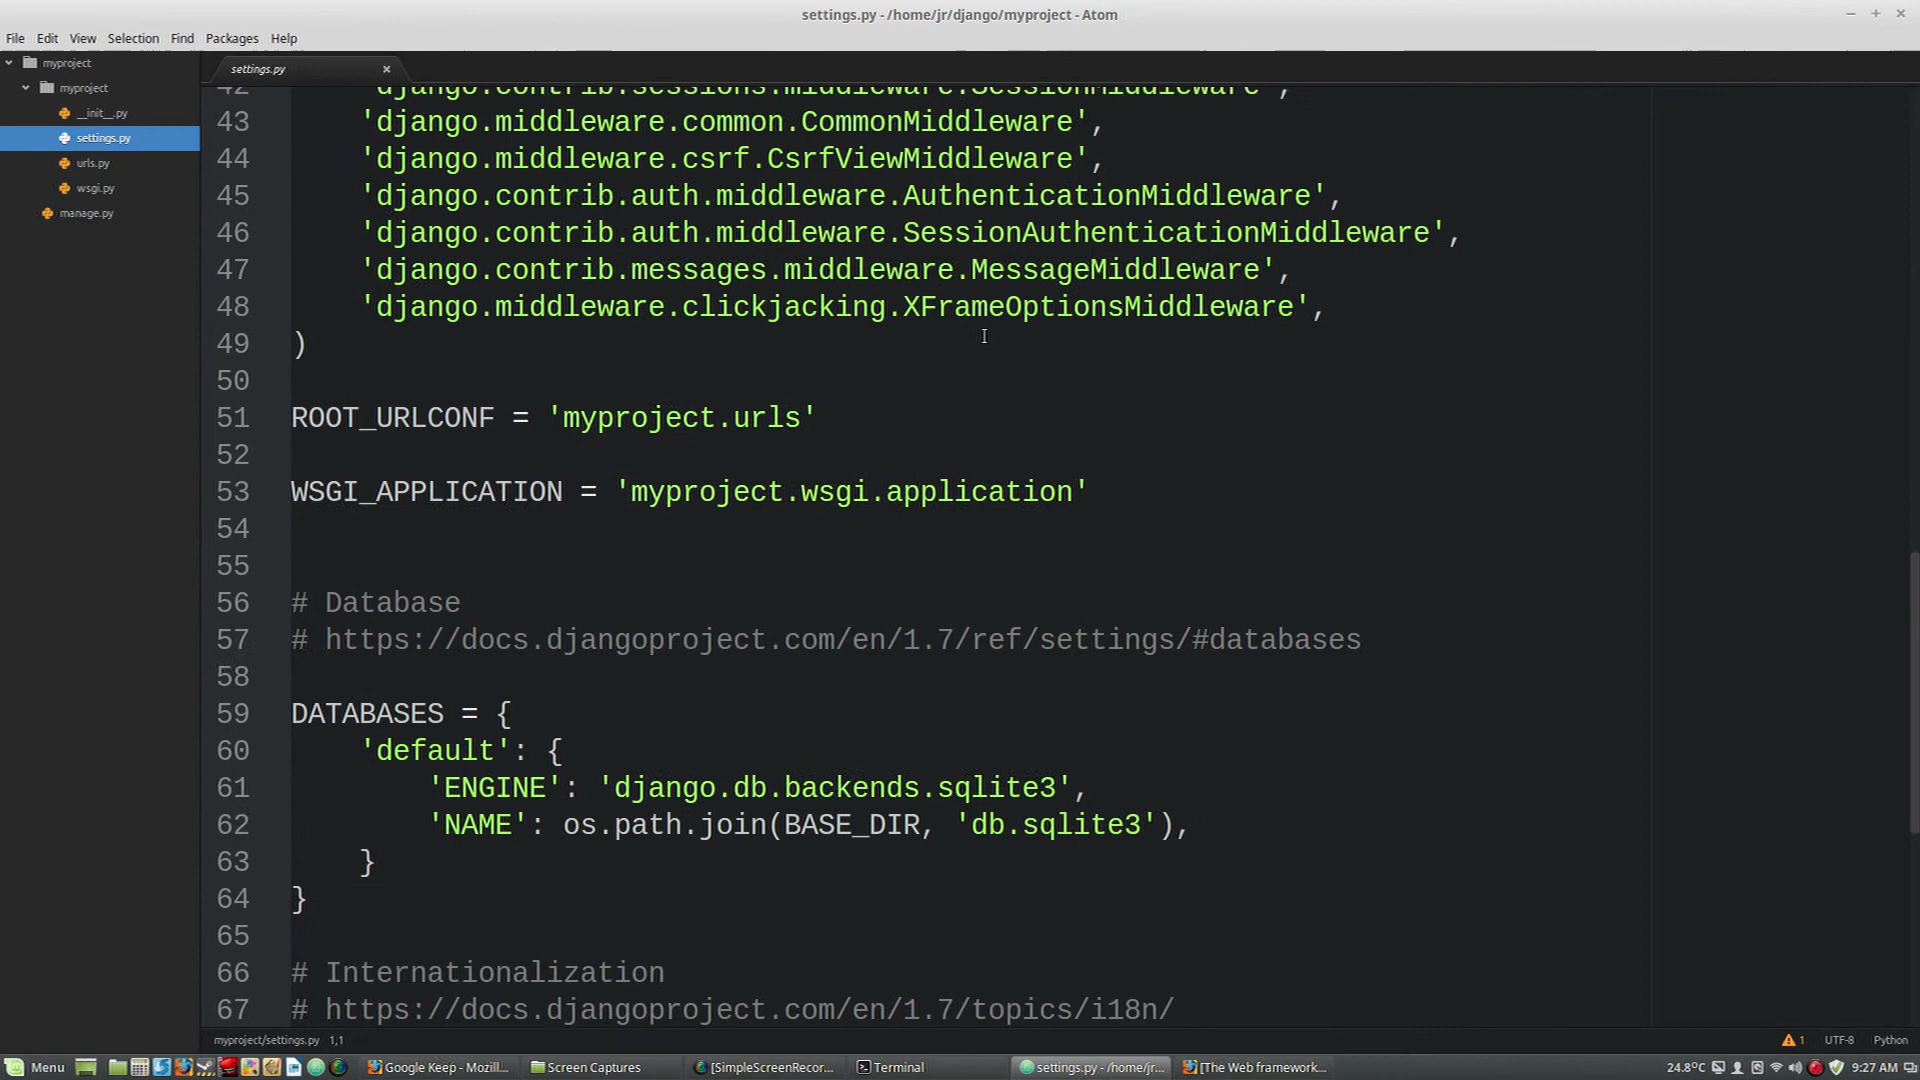 settings.py - /home/jr/django/myproject - Atom
File Edit View Selection Find Packages Help
myproject
myproject
__init__.py
settings.py
urls.py
wsgi.py
manage.py
settings.py
42 'django.contrib.sessions.middleware.SessionMiddleware',
43 'django.middleware.common.CommonMiddleware',
44 'django.middleware.csrf.CsrfViewMiddleware',
45 'django.contrib.auth.middleware.AuthenticationMiddleware',
46 'django.contrib.auth.middleware.SessionAuthenticationMiddleware',
47 'django.contrib.messages.middleware.MessageMiddleware',
48 'django.middleware.clickjacking.XFrameOptionsMiddleware',
49 )
50
51 ROOT_URLCONF = 'myproject.urls'
52
53 WSGI_APPLICATION = 'myproject.wsgi.application'
54
55
56 # Database
57 # https://docs.djangoproject.com/en/1.7/ref/settings/#databases
58
59 DATABASES = {
60 'default': {
61 'ENGINE': 'django.db.backends.sqlite3',
62 'NAME': os.path.join(BASE_DIR, 'db.sqlite3'),
63 }
64 }
65
66 # Internationalization
67 # https://docs.djangoproject.com/en/1.7/topics/i18n/
myproject/settings.py 1,1 1 UTF-8 Python
Menu Google Keep - Mozill... Screen Captures [SimpleScreenRecor... Terminal settings.py - /home/jr... [The Web framework... 24.8°C 9:27 AM